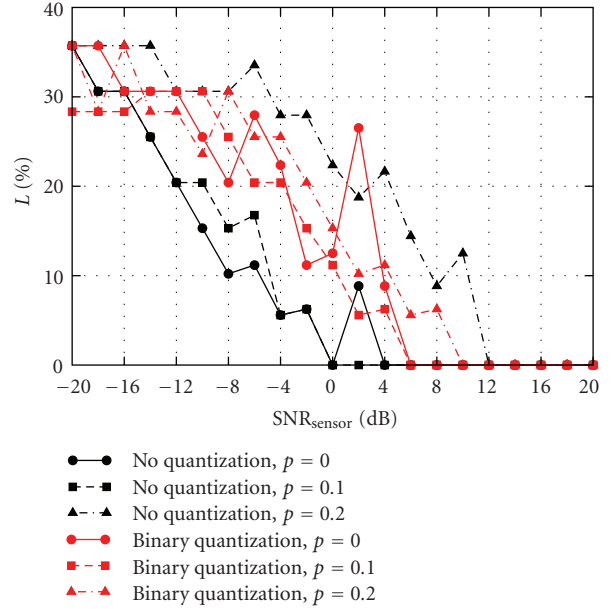 40
30
20
10
0
L (%)
−20 −16 −12 −8 −4 0 4 8 12 16 20
SNRsensor (dB)
No quantization, p = 0
No quantization, p = 0.1
No quantization, p = 0.2
Binary quantization, p = 0
Binary quantization, p = 0.1
Binary quantization, p = 0.2